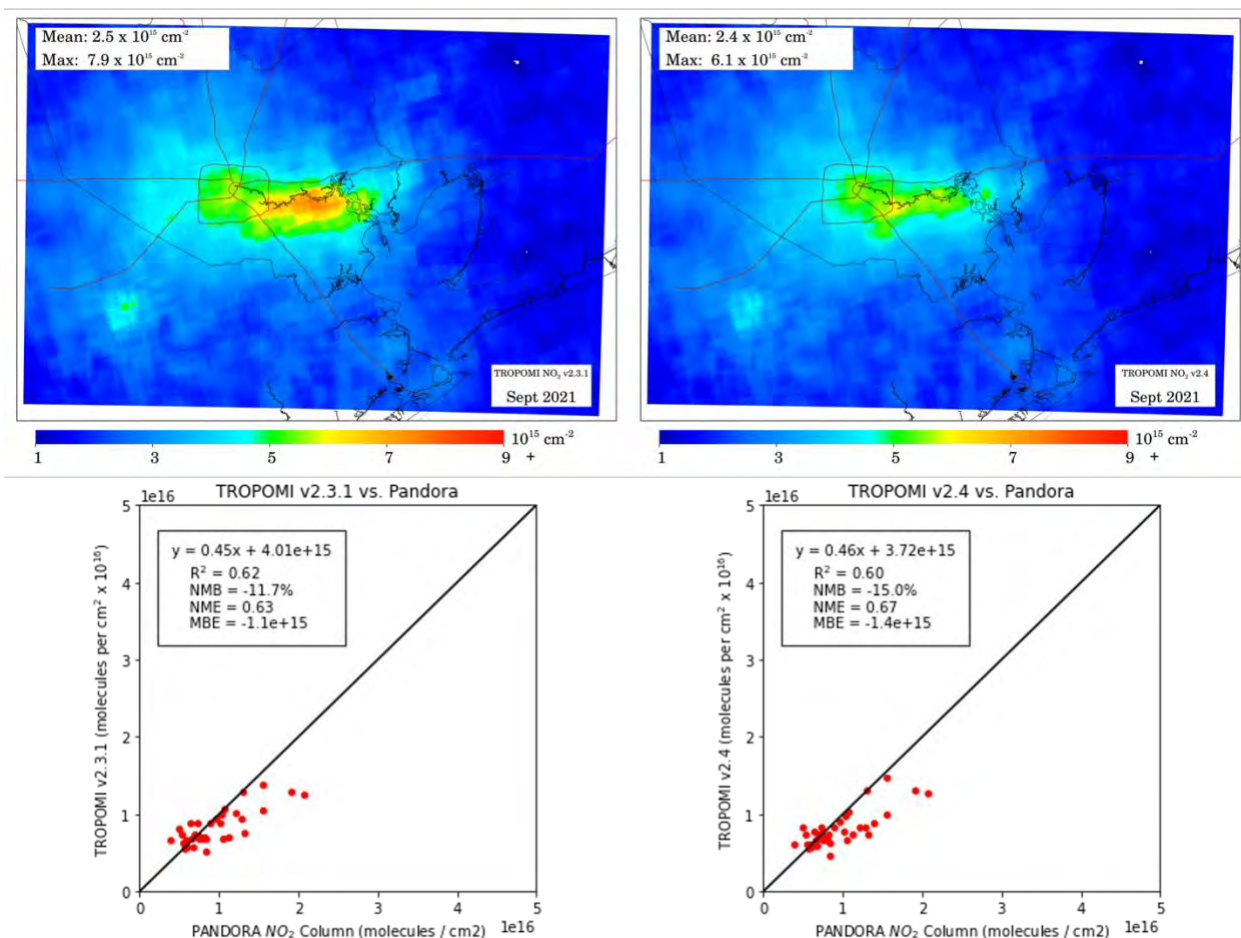 Mean: 2.5 x 10¹⁵ cm⁻²
Max: 7.9 x 10¹⁵ cm⁻²
TROPOMI NO₂ v2.3.1
Sept 2021
1 3 5 7 9 + 10¹⁵ cm⁻²
Mean: 2.4 x 10¹⁵ cm⁻²
Max: 6.1 x 10¹⁵ cm⁻²
TROPOMI NO₂ v2.4
Sept 2021
1 3 5 7 9 + 10¹⁵ cm⁻²
TROPOMI v2.3.1 vs. Pandora
1e16
y = 0.45x + 4.01e+15
R² = 0.62
NMB = -11.7%
NME = 0.63
MBE = -1.1e+15
TROPOMI v2.3.1 (molecules per cm² x 10¹⁶)
5
4
3
2
1
0
0 1 2 3 4 5
1e16
PANDORA NO₂ Column (molecules / cm2)
TROPOMI v2.4 vs. Pandora
1e16
y = 0.46x + 3.72e+15
R² = 0.60
NMB = -15.0%
NME = 0.67
MBE = -1.4e+15
TROPOMI v2.4 (molecules per cm² x 10¹⁶)
5
4
3
2
1
0
0 1 2 3 4 5
1e16
PANDORA NO₂ Column (molecules / cm2)